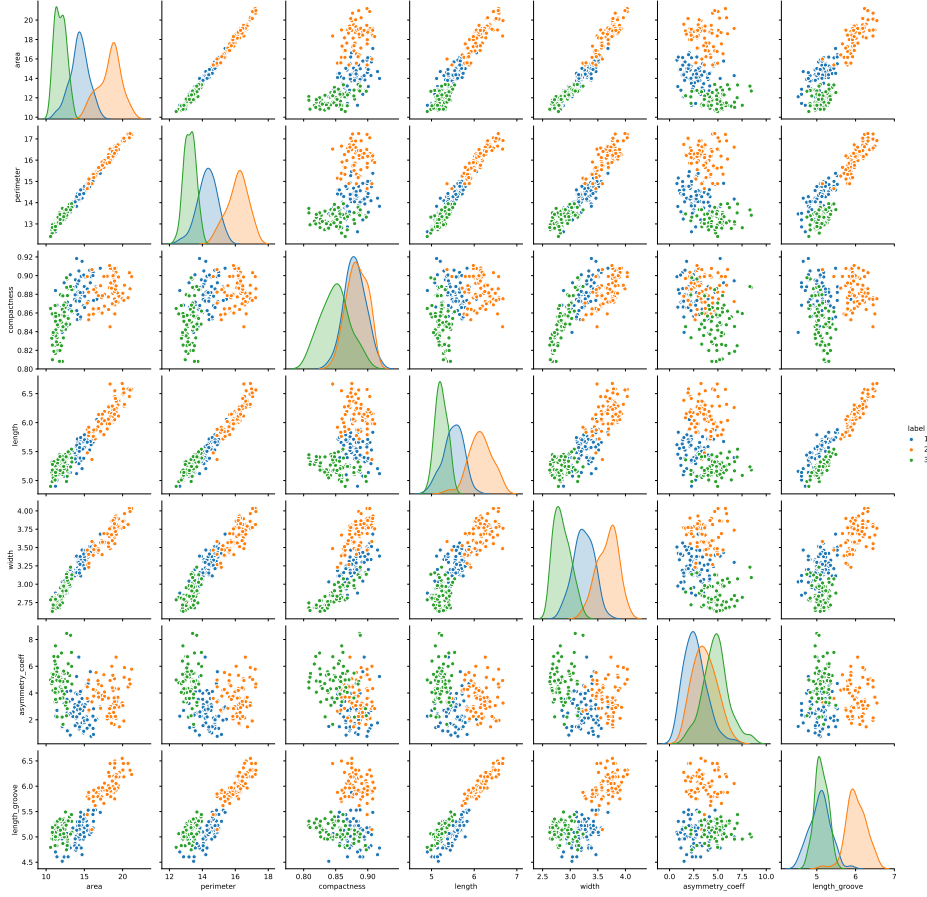 20
18
16
14
12
10
area
17
16
15
14
13
perimeter
0.92
0.90
0.88
0.86
0.84
0.82
0.80
compactness
6.5
6.0
5.5
5.0
length
label
1
2
3
4.00
3.75
3.50
3.25
3.00
2.75
width
8
6
4
2
asymmetry_coeff
6.5
6.0
5.5
5.0
4.5
length_groove
10 15 20
12 14 16 18
0.80 0.85 0.90
5 6 7
2.5 3.0 3.5 4.0
0.0 2.5 5.0 7.5 10.0
5 6 7
area
perimeter
compactness
length
width
asymmetry_coeff
length_groove